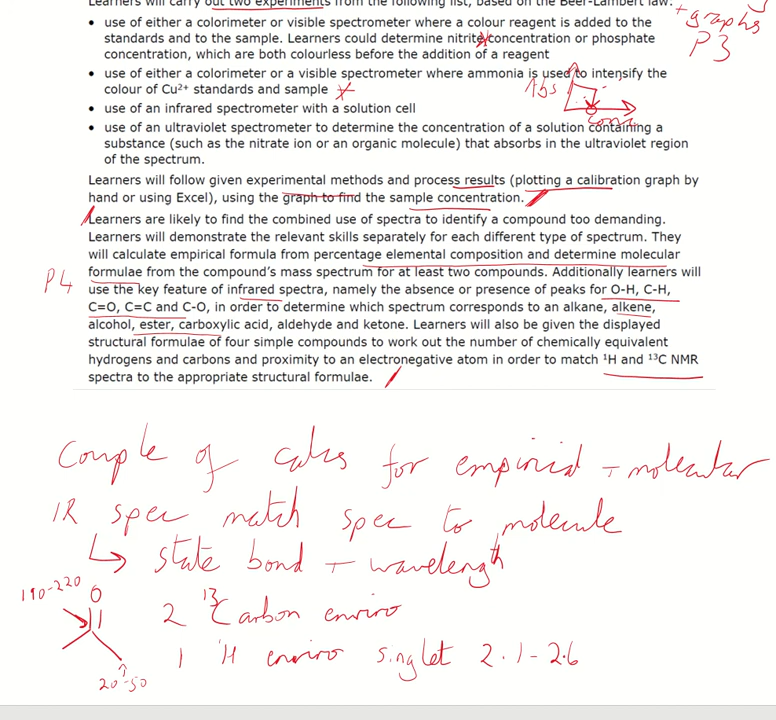 Learners will carry out two experiments from the following list, based on the Beer-Lambert law:
+ graphs
P3
• use of either a colorimeter or visible spectrometer where a colour reagent is added to the
standards and to the sample. Learners could determine nitrite concentration or phosphate
concentration, which are both colourless before the addition of a reagent
• use of either a colorimeter or a visible spectrometer where ammonia is used to intensify the
colour of Cu²⁺ standards and sample
Abs
conc
• use of an infrared spectrometer with a solution cell
• use of an ultraviolet spectrometer to determine the concentration of a solution containing a
substance (such as the nitrate ion or an organic molecule) that absorbs in the ultraviolet region
of the spectrum.
Learners will follow given experimental methods and process results (plotting a calibration graph by
hand or using Excel), using the graph to find the sample concentration.
Learners are likely to find the combined use of spectra to identify a compound too demanding.
Learners will demonstrate the relevant skills separately for each different type of spectrum. They
will calculate empirical formula from percentage elemental composition and determine molecular
P4
formulae from the compound's mass spectrum for at least two compounds. Additionally learners will
use the key feature of infrared spectra, namely the absence or presence of peaks for O-H, C-H,
C=O, C=C and C-O, in order to determine which spectrum corresponds to an alkane, alkene,
alcohol, ester, carboxylic acid, aldehyde and ketone. Learners will also be given the displayed
structural formulae of four simple compounds to work out the number of chemically equivalent
hydrogens and carbons and proximity to an electronegative atom in order to match ¹H and ¹³C NMR
spectra to the appropriate structural formulae.
Couple of calcs for empirical + molecular
IR spec match spec to molecule
↳ state bond + wavelength
190-220 O
2 ¹³Carbon enviro
1 ¹H enviro singlet 2.1-2.6
20-50